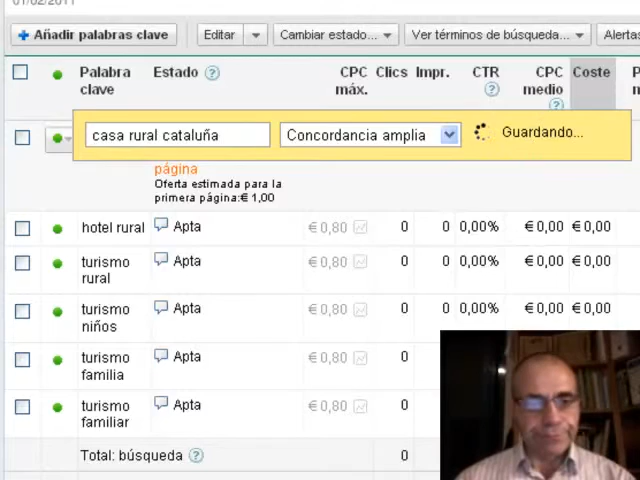 01/02/2011
Añadir palabras clave Editar Cambiar estado... Ver términos de búsqueda... Alertas
Palabra clave Estado CPC máx. Clics Impr. CTR CPC medio Coste
casa rural cataluña Concordancia amplia Guardando...
página
Oferta estimada para la
primera página:€ 1,00
hotel rural Apta € 0,80 0 0 0,00% € 0,00 € 0,00
turismo rural Apta € 0,80 0 0 0,00% € 0,00 € 0,00
turismo niños Apta € 0,80 0 0 0,00% € 0,00 € 0,00
turismo familia Apta € 0,80 0
turismo familiar Apta € 0,80 0
Total: búsqueda 0